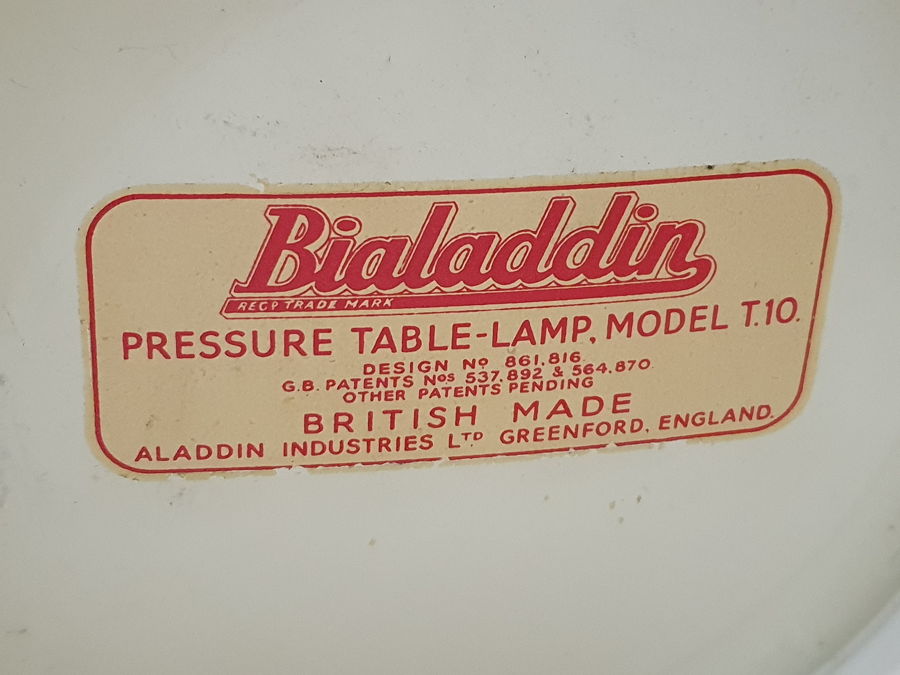 Bialaddin
REGD TRADE MARK
PRESSURE TABLE-LAMP, MODEL T.10.
DESIGN No 861,816.
G.B. PATENTS Nos 537,892 & 564,870
OTHER PATENTS PENDING
BRITISH MADE
ALADDIN INDUSTRIES LTD GREENFORD, ENGLAND.